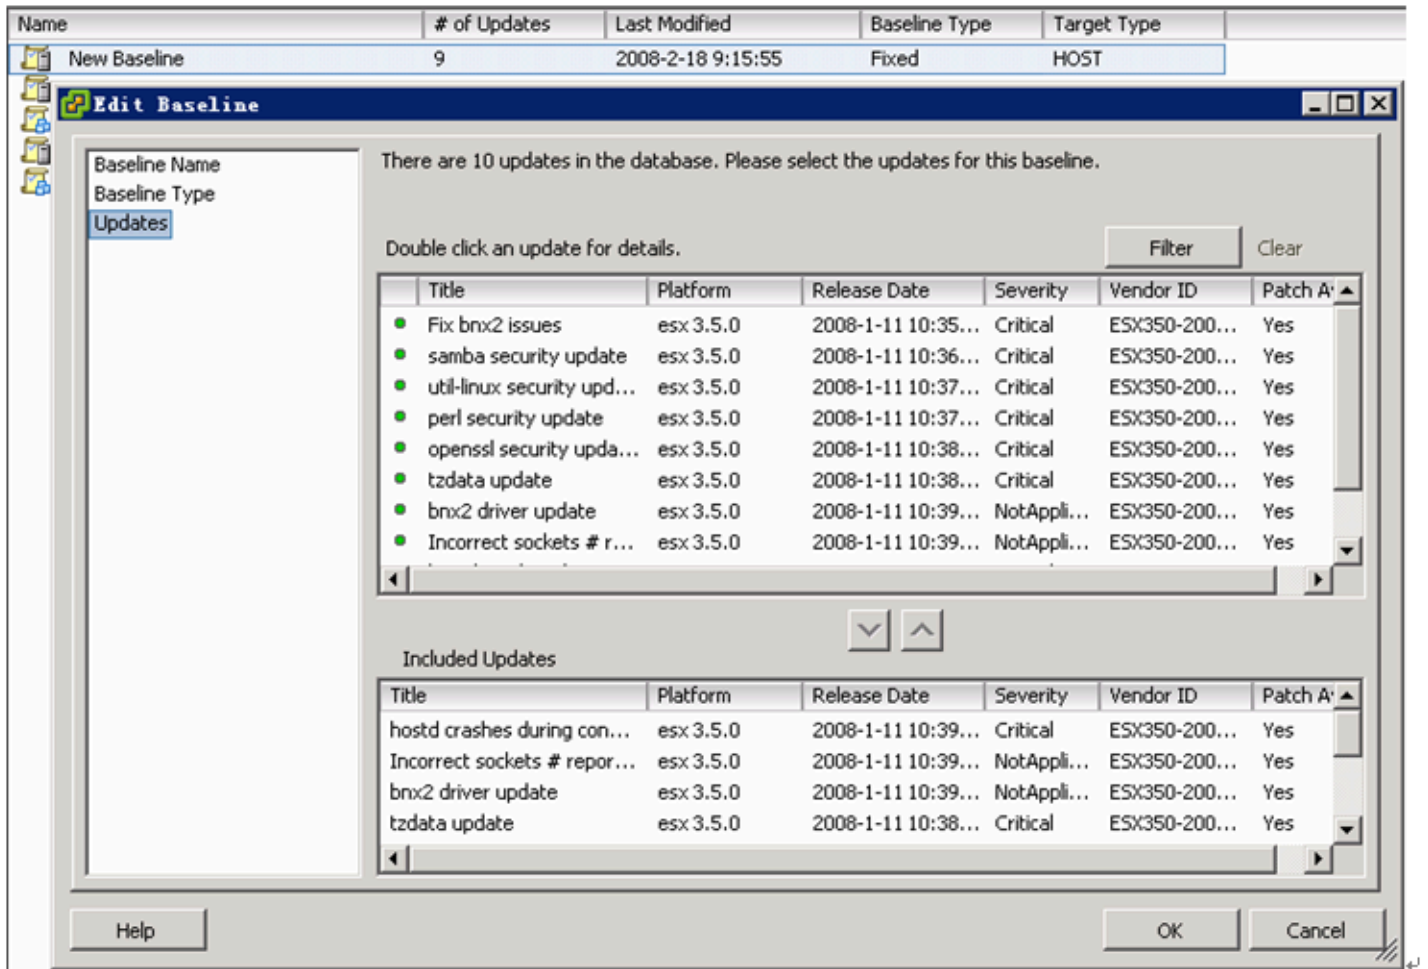 Name # of Updates Last Modified Baseline Type Target Type
New Baseline 9 2008-2-18 9:15:55 Fixed HOST
Edit Baseline
Baseline Name
Baseline Type
Updates
There are 10 updates in the database. Please select the updates for this baseline.
Double click an update for details. Filter Clear
Title Platform Release Date Severity Vendor ID Patch A
Fix bnx2 issues esx 3.5.0 2008-1-11 10:35... Critical ESX350-200... Yes
samba security update esx 3.5.0 2008-1-11 10:36... Critical ESX350-200... Yes
util-linux security upd... esx 3.5.0 2008-1-11 10:37... Critical ESX350-200... Yes
perl security update esx 3.5.0 2008-1-11 10:37... Critical ESX350-200... Yes
openssl security upda... esx 3.5.0 2008-1-11 10:38... Critical ESX350-200... Yes
tzdata update esx 3.5.0 2008-1-11 10:38... Critical ESX350-200... Yes
bnx2 driver update esx 3.5.0 2008-1-11 10:39... NotAppli... ESX350-200... Yes
Incorrect sockets # r... esx 3.5.0 2008-1-11 10:39... NotAppli... ESX350-200... Yes
Included Updates
Title Platform Release Date Severity Vendor ID Patch A
hostd crashes during con... esx 3.5.0 2008-1-11 10:39... Critical ESX350-200... Yes
Incorrect sockets # repor... esx 3.5.0 2008-1-11 10:39... NotAppli... ESX350-200... Yes
bnx2 driver update esx 3.5.0 2008-1-11 10:39... NotAppli... ESX350-200... Yes
tzdata update esx 3.5.0 2008-1-11 10:38... Critical ESX350-200... Yes
Help OK Cancel